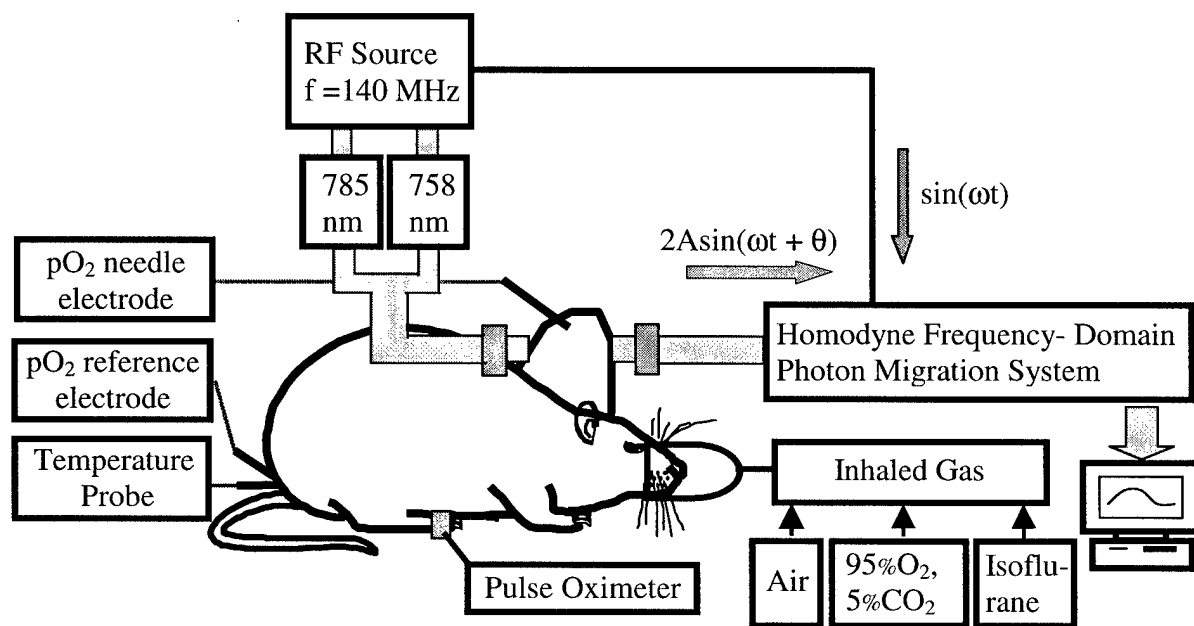 RF Source
f =140 MHz
785
nm
758
nm
sin(ωt)
2Asin(ωt + θ)
pO₂ needle
electrode
pO₂ reference
electrode
Temperature
Probe
Homodyne Frequency- Domain
Photon Migration System
Inhaled Gas
Air
95%O₂,
5%CO₂
Isoflu-
rane
Pulse Oximeter